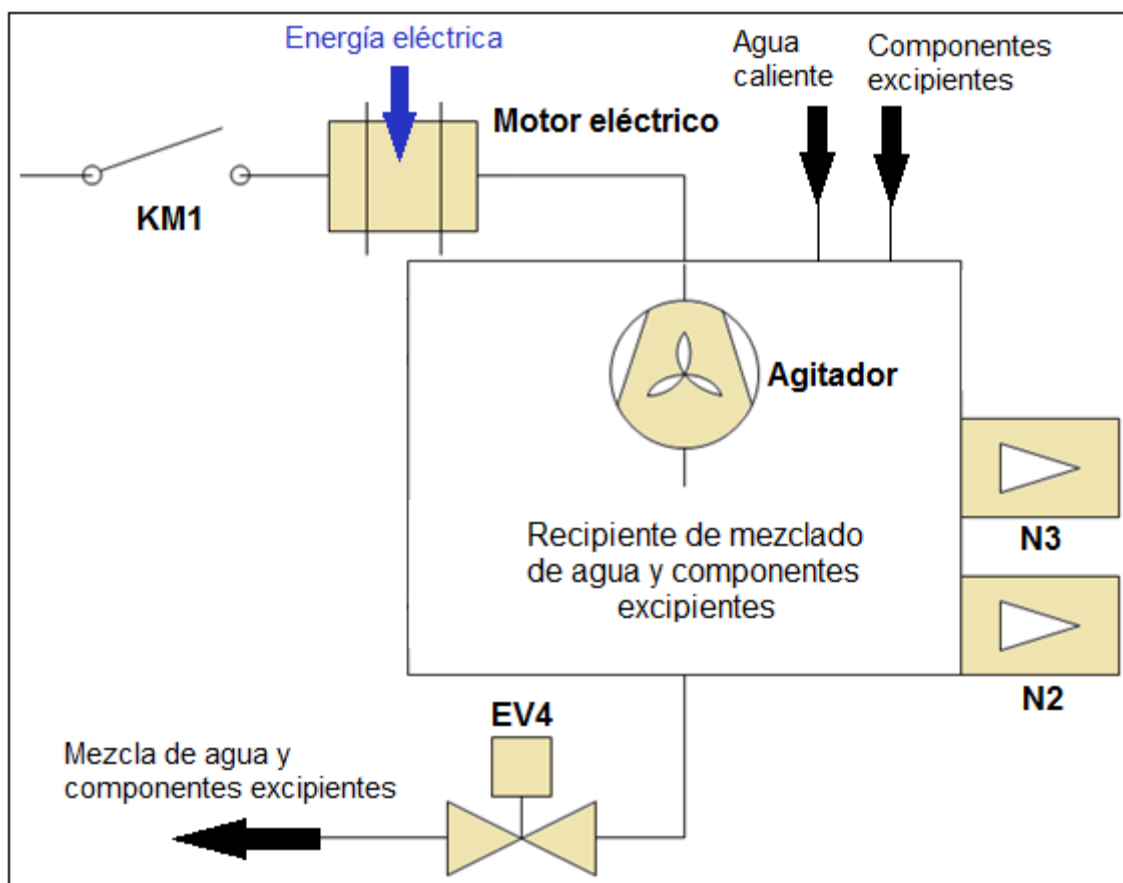 Energía eléctrica
Agua
caliente
Componentes
excipientes
Motor eléctrico
KM1
Agitador
Recipiente de mezclado
de agua y componentes
excipientes
N3
N2
EV4
Mezcla de agua y
componentes excipientes